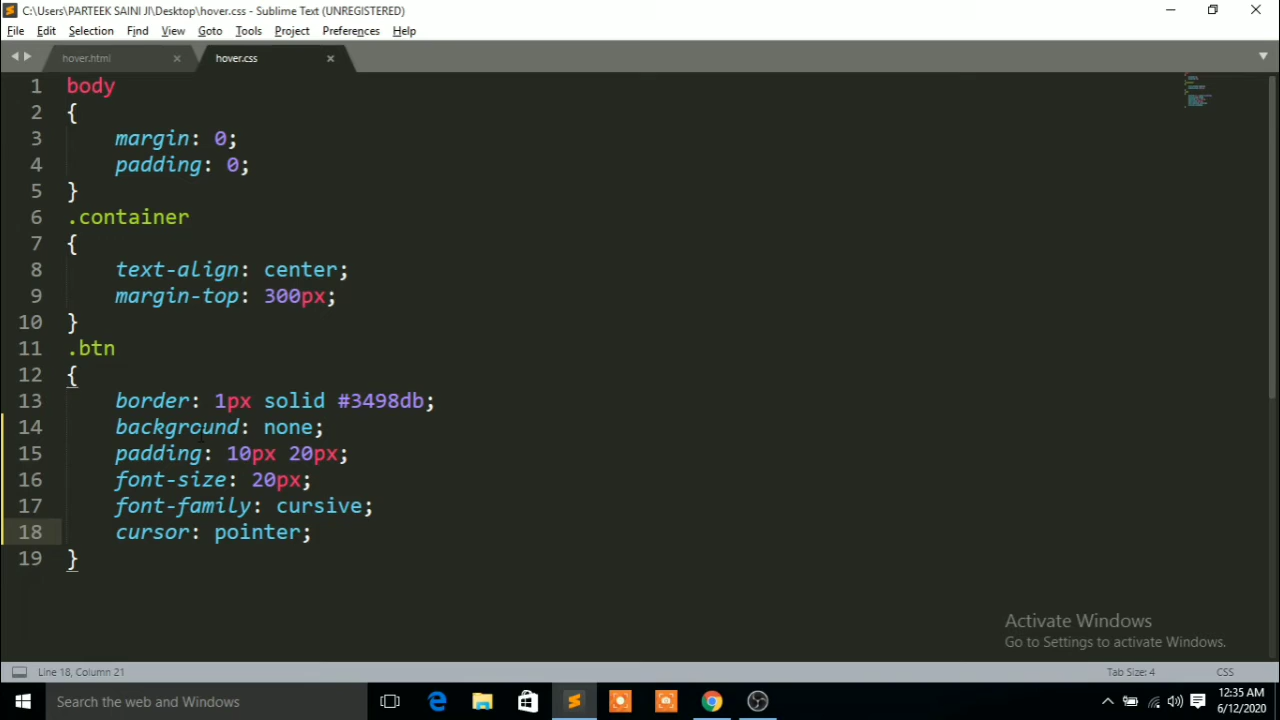 C:\Users\PARTEEK SAINI JI\Desktop\hover.css - Sublime Text (UNREGISTERED)
File Edit Selection Find View Goto Tools Project Preferences Help
hover.html × hover.css ×
1 body
2 {
3 margin: 0;
4 padding: 0;
5 }
6 .container
7 {
8 text-align: center;
9 margin-top: 300px;
10 }
11 .btn
12 {
13 border: 1px solid #3498db;
14 background: none;
15 padding: 10px 20px;
16 font-size: 20px;
17 font-family: cursive;
18 cursor: pointer;
19 }
Activate Windows
Go to Settings to activate Windows.
Line 18, Column 21 Tab Size: 4 CSS
Search the web and Windows
12:35 AM
6/12/2020